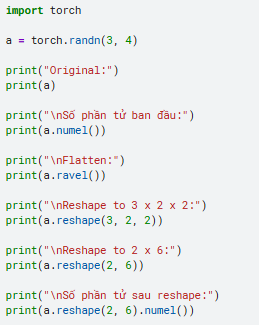 import torch
a = torch.randn(3, 4)
print("Original:")
print(a)
print("\nSố phần tử ban đầu:")
print(a.numel())
print("\nFlatten:")
print(a.ravel())
print("\nReshape to 3 x 2 x 2:")
print(a.reshape(3, 2, 2))
print("\nReshape to 2 x 6:")
print(a.reshape(2, 6))
print("\nSố phần tử sau reshape:")
print(a.reshape(2, 6).numel())